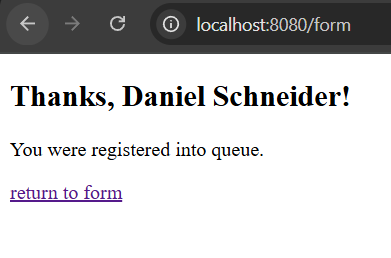 localhost:8080/form
Thanks, Daniel Schneider!
You were registered into queue.
return to form